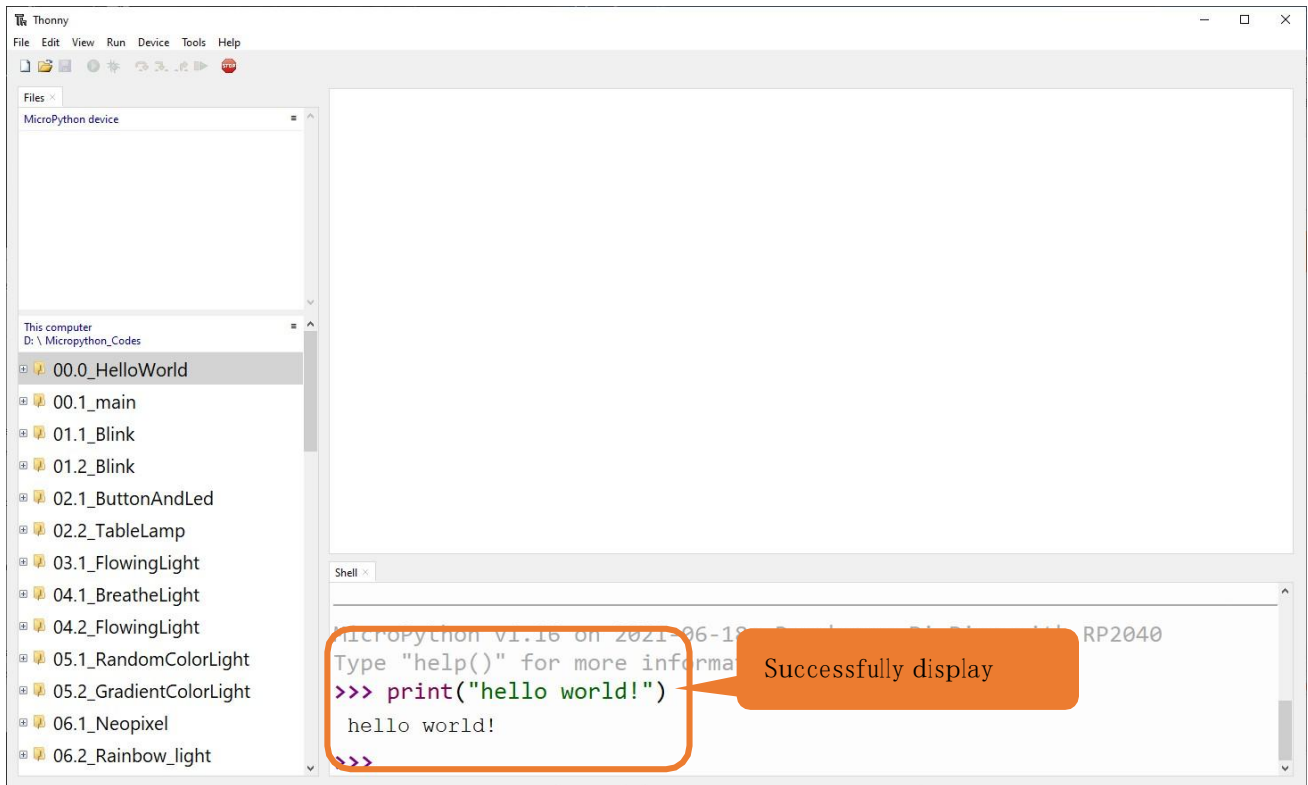 Thonny
File Edit View Run Device Tools Help
Files
MicroPython device
This computer
D: \ Micropython_Codes
00.0_HelloWorld
00.1_main
01.1_Blink
01.2_Blink
02.1_ButtonAndLed
02.2_TableLamp
03.1_FlowingLight
04.1_BreatheLight
04.2_FlowingLight
05.1_RandomColorLight
05.2_GradientColorLight
06.1_Neopixel
06.2_Rainbow_light
Shell
MicroPython v1.16 on 2021-06-18 with RP2040
Type "help()" for more
>>> print("hello world!")
hello world!
>>>
Successfully display